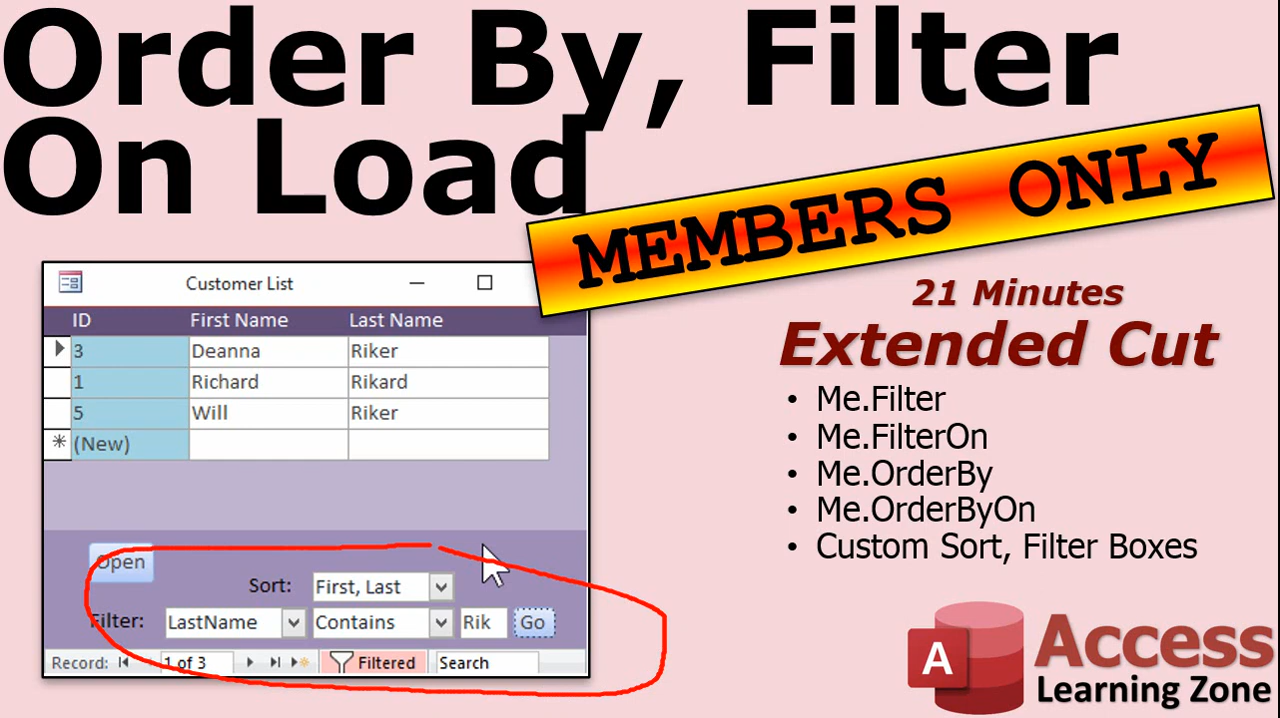 Order By, Filter
On Load
MEMBERS ONLY
Customer List
ID First Name Last Name
3 Deanna Riker
1 Richard Rikard
5 Will Riker
(New)
Open
Sort: First, Last
Filter: LastName Contains Rik Go
Record: 1 of 3 Filtered Search
21 Minutes
Extended Cut
• Me.Filter
• Me.FilterOn
• Me.OrderBy
• Me.OrderByOn
• Custom Sort, Filter Boxes
A
Access
Learning Zone